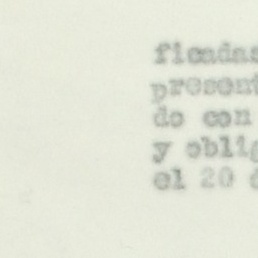 ficadas
present
do con
y oblig
el 20 d